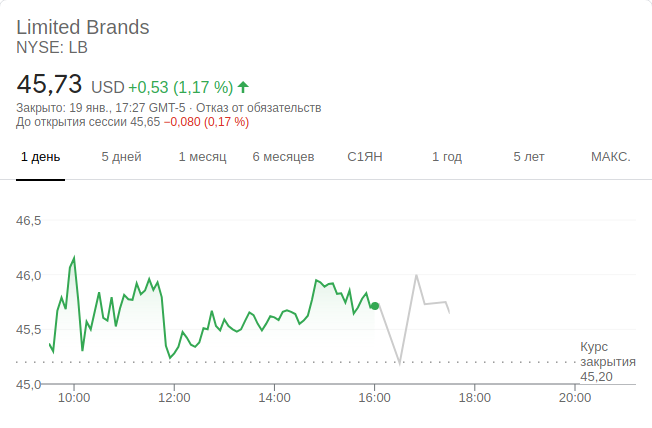 Limited Brands
NYSE: LB
45,73 USD +0,53 (1,17 %)
Закрыто: 19 янв., 17:27 GMT-5 · Отказ от обязательств
До открытия сессии 45,65 −0,080 (0,17 %)
1 день 5 дней 1 месяц 6 месяцев С1ЯН 1 год 5 лет МАКС.
46,5
46,0
45,5
Курс
закрытия
45,20
45,0
10:00 12:00 14:00 16:00 18:00 20:00